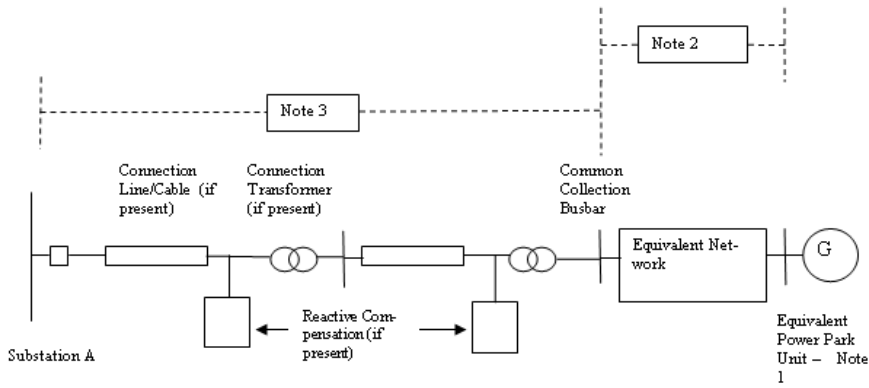 Note 2
Note 3
Connection
Line/Cable (if
present)
Connection
Transformer
(if present)
Common
Collection
Busbar
Equivalent Net-
work
G
Reactive Com-
pensation (if
present)
Substation A
Equivalent
Power Park
Unit – Note
1